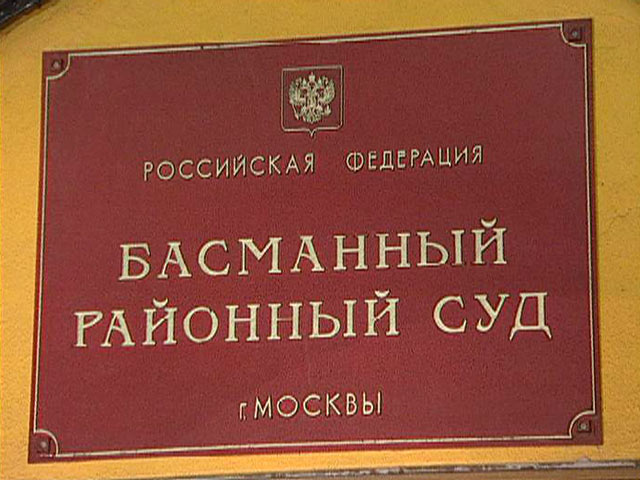 РОССИЙСКАЯ ФЕДЕРАЦИЯ
БАСМАННЫЙ
РАЙОННЫЙ СУД
г. МОСКВЫ